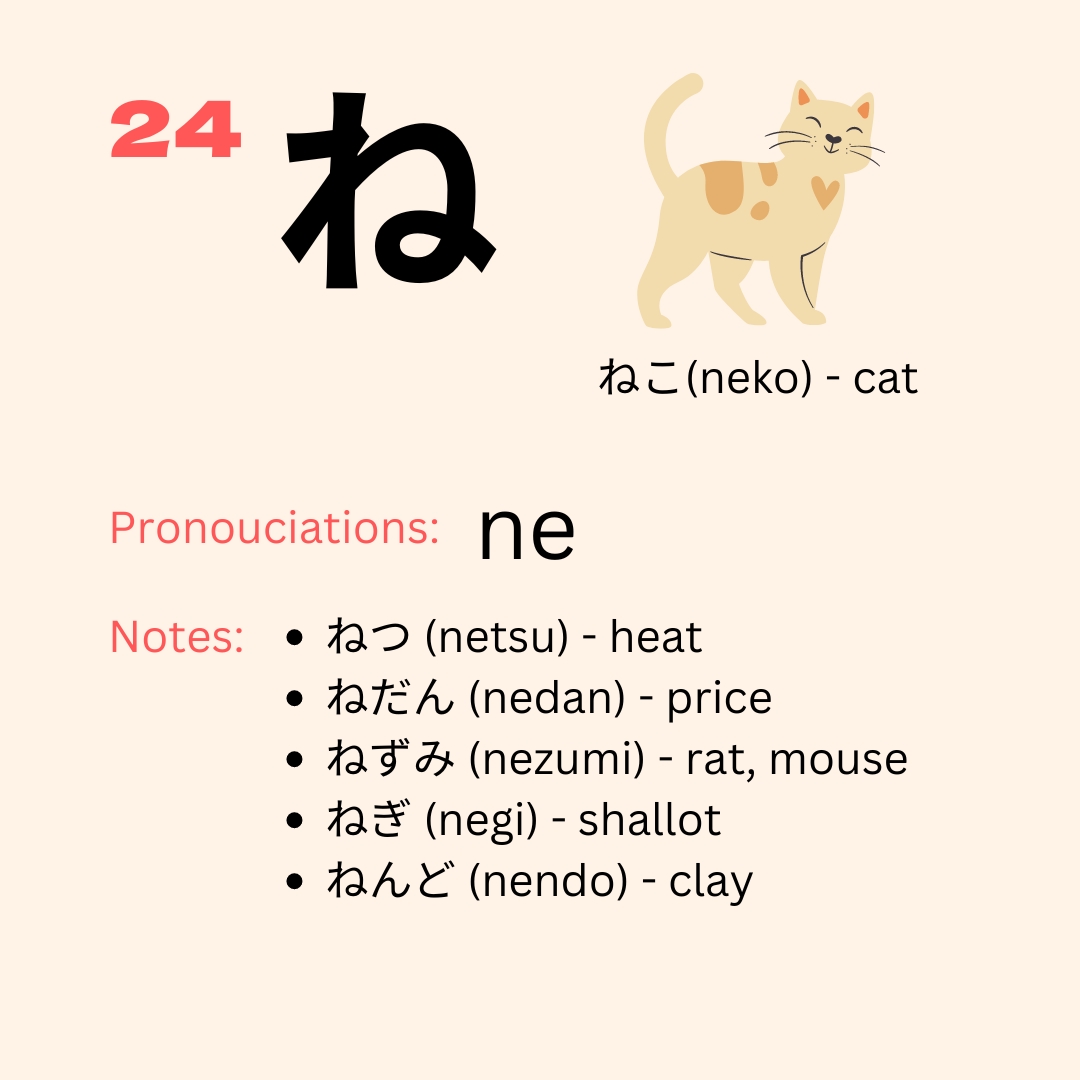 24 ね
ねこ(neko) - cat
Pronouciations: ne
Notes:
• ねつ (netsu) - heat
• ねだん (nedan) - price
• ねずみ (nezumi) - rat, mouse
• ねぎ (negi) - shallot
• ねんど (nendo) - clay